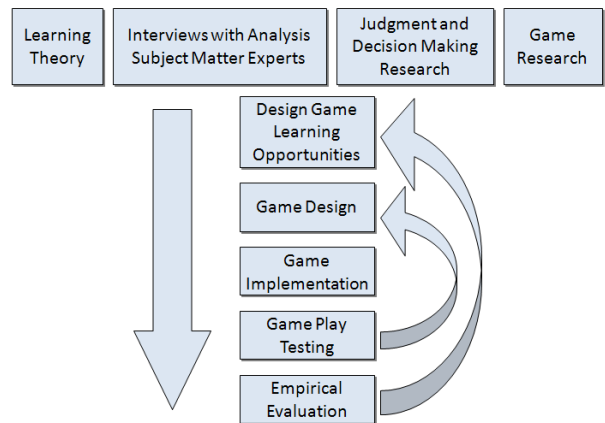 Learning
Theory
Interviews with Analysis
Subject Matter Experts
Judgment and
Decision Making
Research
Game
Research
Design Game
Learning
Opportunities
Game Design
Game
Implementation
Game Play
Testing
Empirical
Evaluation